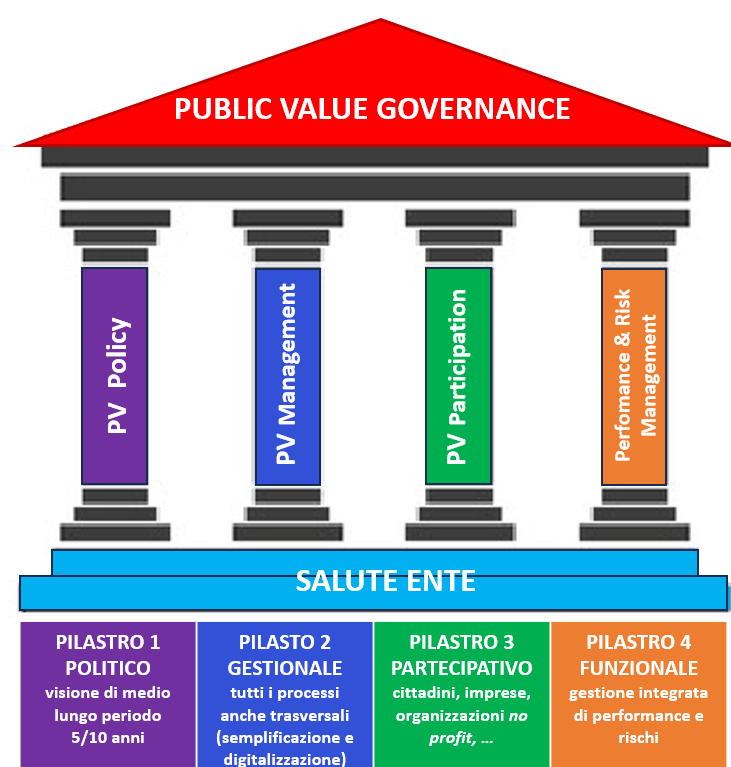 PUBLIC VALUE GOVERNANCE
PV Policy
PV Management
PV Participation
Perfomance & Risk
Management
SALUTE ENTE
PILASTRO 1
POLITICO
visione di medio
lungo periodo
5/10 anni
PILASTO 2
GESTIONALE
tutti i processi
anche trasversali
(semplificazione e
digitalizzazione)
PILASTRO 3
PARTECIPATIVO
cittadini, imprese,
organizzazioni no
profit, ...
PILASTRO 4
FUNZIONALE
gestione integrata
di performance e
rischi